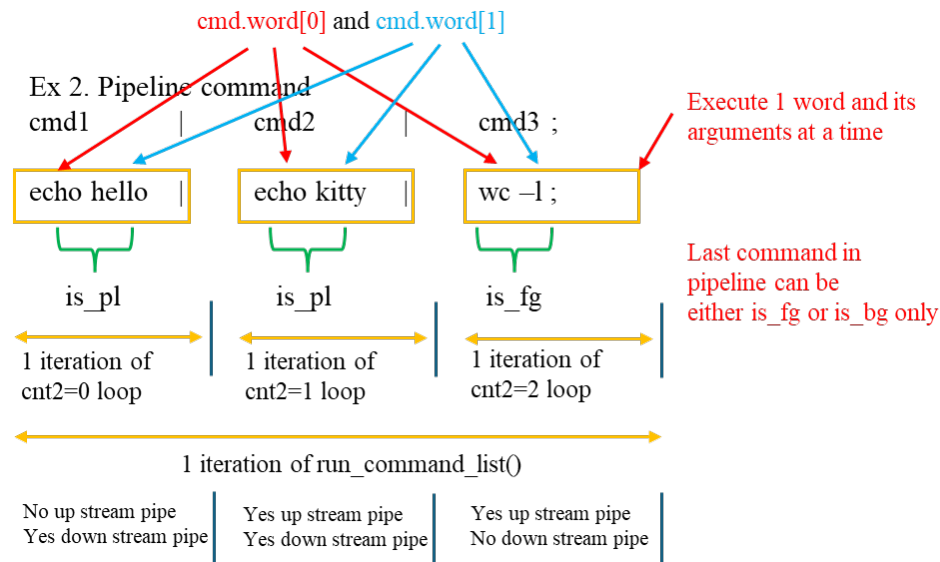 cmd.word[0] and cmd.word[1]
Ex 2. Pipeline command
cmd1 | cmd2 | cmd3 ;
Execute 1 word and its
arguments at a time
echo hello | echo kitty | wc –l ;
is_pl is_pl is_fg
Last command in
pipeline can be
either is_fg or is_bg only
1 iteration of
cnt2=0 loop
1 iteration of
cnt2=1 loop
1 iteration of
cnt2=2 loop
1 iteration of run_command_list()
No up stream pipe
Yes down stream pipe
Yes up stream pipe
Yes down stream pipe
Yes up stream pipe
No down stream pipe